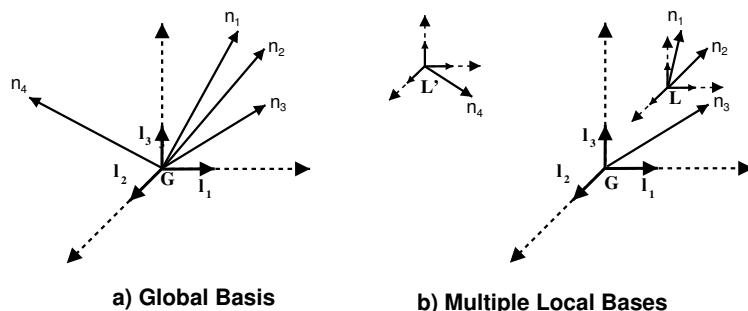 n1
n2
n3
n4
l3
l2
G
l1
a) Global Basis
n1
n2
L
n3
L'
n4
l3
l2
G
l1
b) Multiple Local Bases